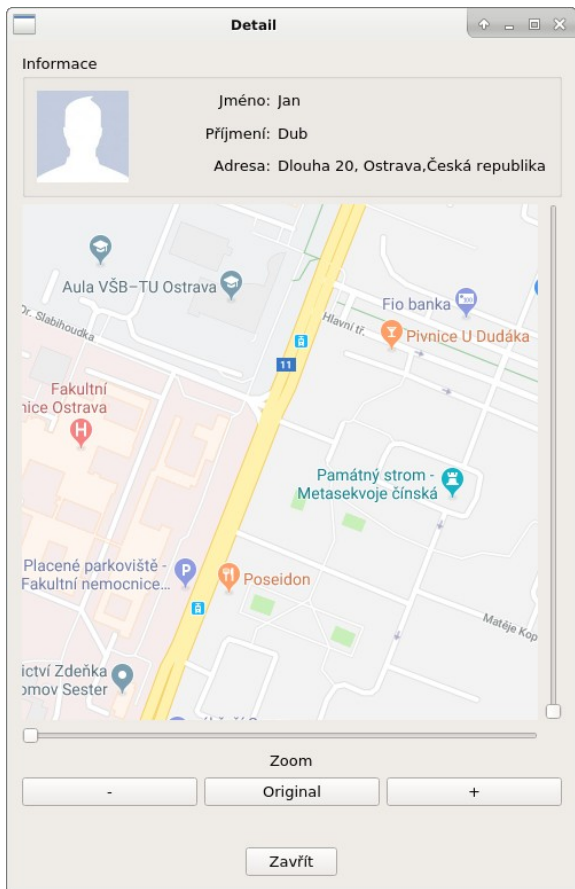 Detail
Informace
Jméno: Jan
Příjmení: Dub
Adresa: Dlouha 20, Ostrava,Česká republika
Aula VŠB–TU Ostrava
Fio banka
Dr. Slabihoudka
Hlavní tř.
Pivnice U Dudáka
11
Fakultní
nice Ostrava
H
Památný strom -
Metasekvoje čínská
Placené parkoviště -
Fakultní nemocnice...
P
Poseidon
Matěje Kop
ictví Zdeňka
omov Sester
Zoom
-
Original
+
Zavřít